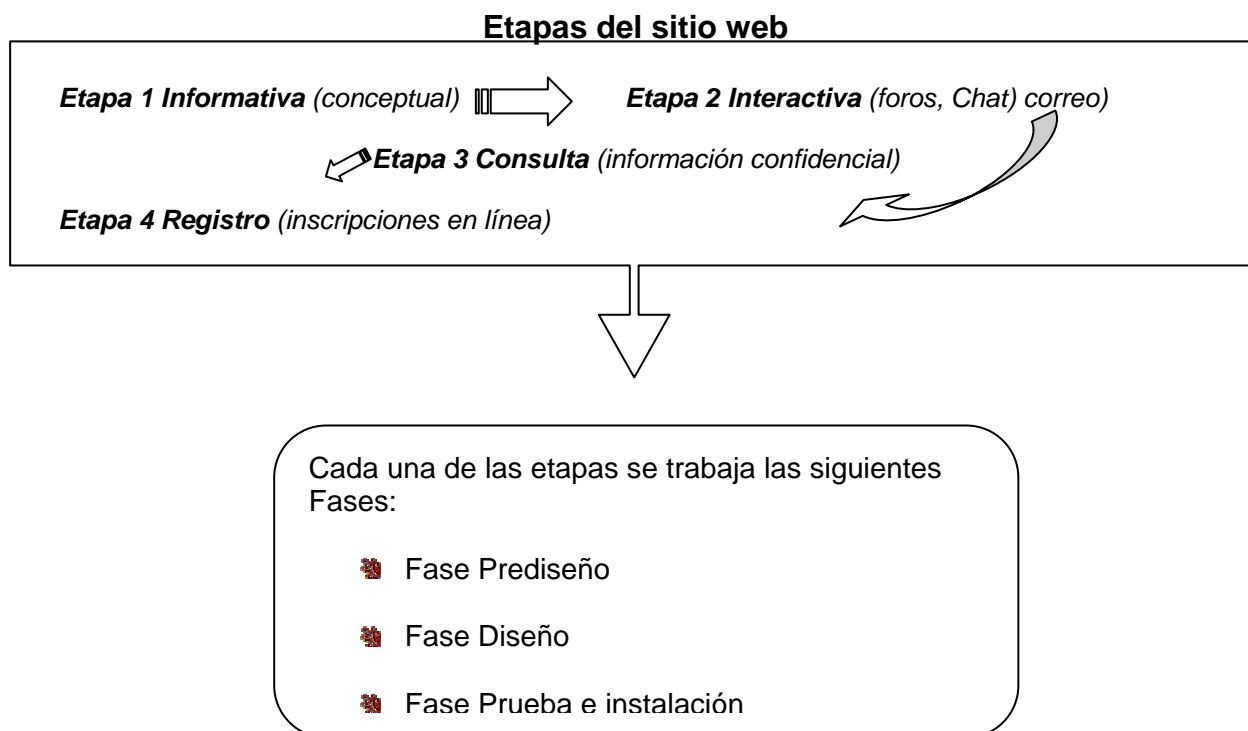 Etapas del sitio web
Etapa 1 Informativa (conceptual)
Etapa 2 Interactiva (foros, Chat) correo)
Etapa 3 Consulta (información confidencial)
Etapa 4 Registro (inscripciones en línea)
Cada una de las etapas se trabaja las siguientes
Fases:
Fase Prediseño
Fase Diseño
Fase Prueba e instalación